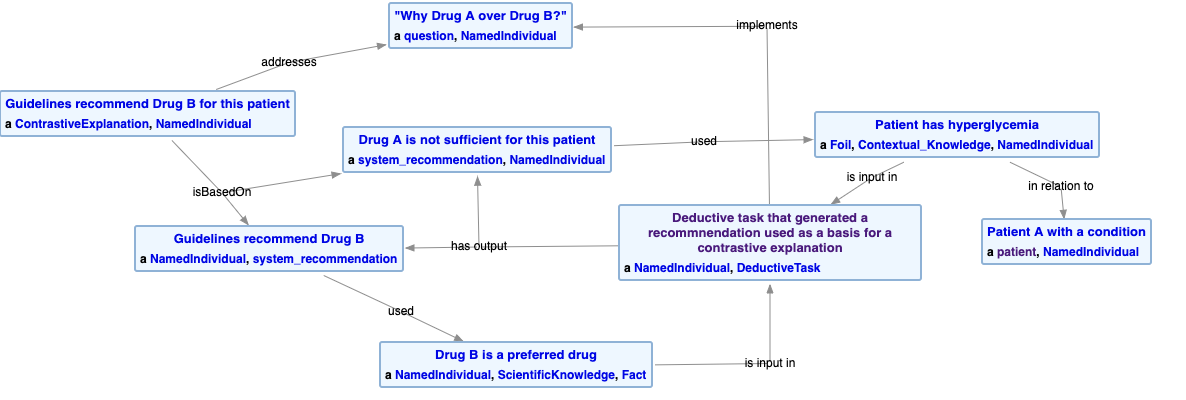 "Why Drug A over Drug B?"
a question, NamedIndividual
implements
addresses
Guidelines recommend Drug B for this patient
a ContrastiveExplanation, NamedIndividual
Drug A is not sufficient for this patient
a system_recommendation, NamedIndividual
used
Patient has hyperglycemia
a Foil, Contextual_Knowledge, NamedIndividual
is input in
in relation to
isBasedOn
Guidelines recommend Drug B
a NamedIndividual, system_recommendation
has output
Deductive task that generated a
recommnendation used as a basis for a
contrastive explanation
a NamedIndividual, DeductiveTask
Patient A with a condition
a patient, NamedIndividual
used
Drug B is a preferred drug
a NamedIndividual, ScientificKnowledge, Fact
is input in